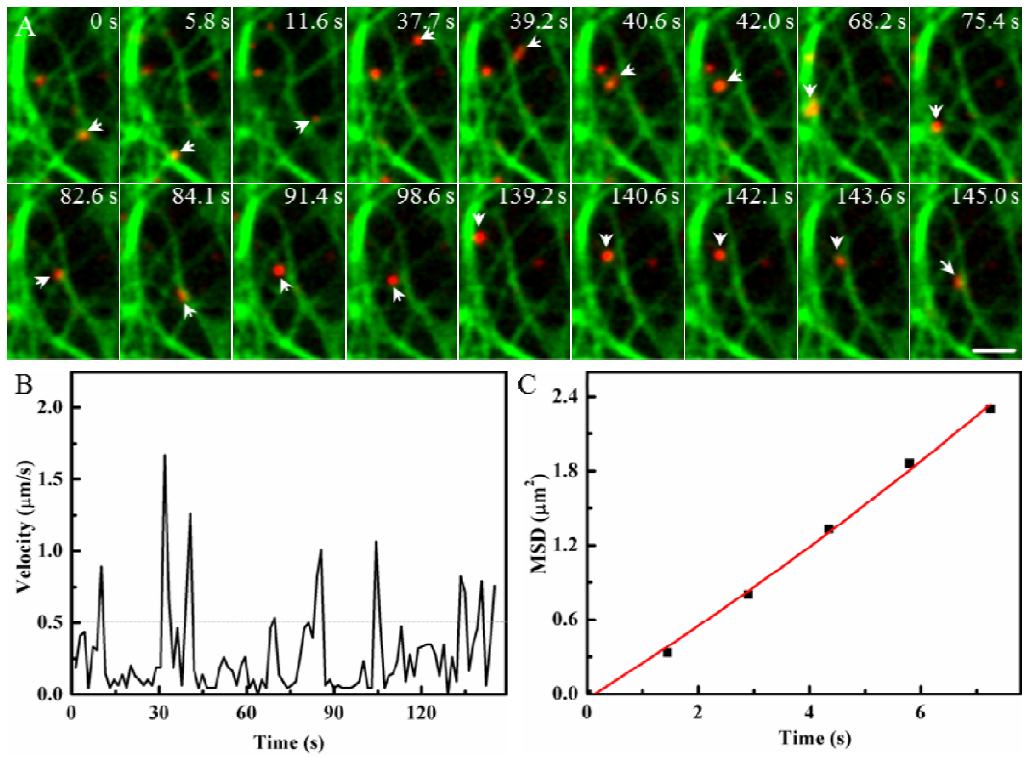 A
0 s
5.8 s
11.6 s
37.7 s
39.2 s
40.6 s
42.0 s
68.2 s
75.4 s
82.6 s
84.1 s
91.4 s
98.6 s
139.2 s
140.6 s
142.1 s
143.6 s
145.0 s
B
Velocity (μm/s)
2.0
1.5
1.0
0.5
0.0
0
30
60
90
120
Time (s)
C
MSD (μm²)
2.4
1.8
1.2
0.6
0.0
0
2
4
6
Time (s)